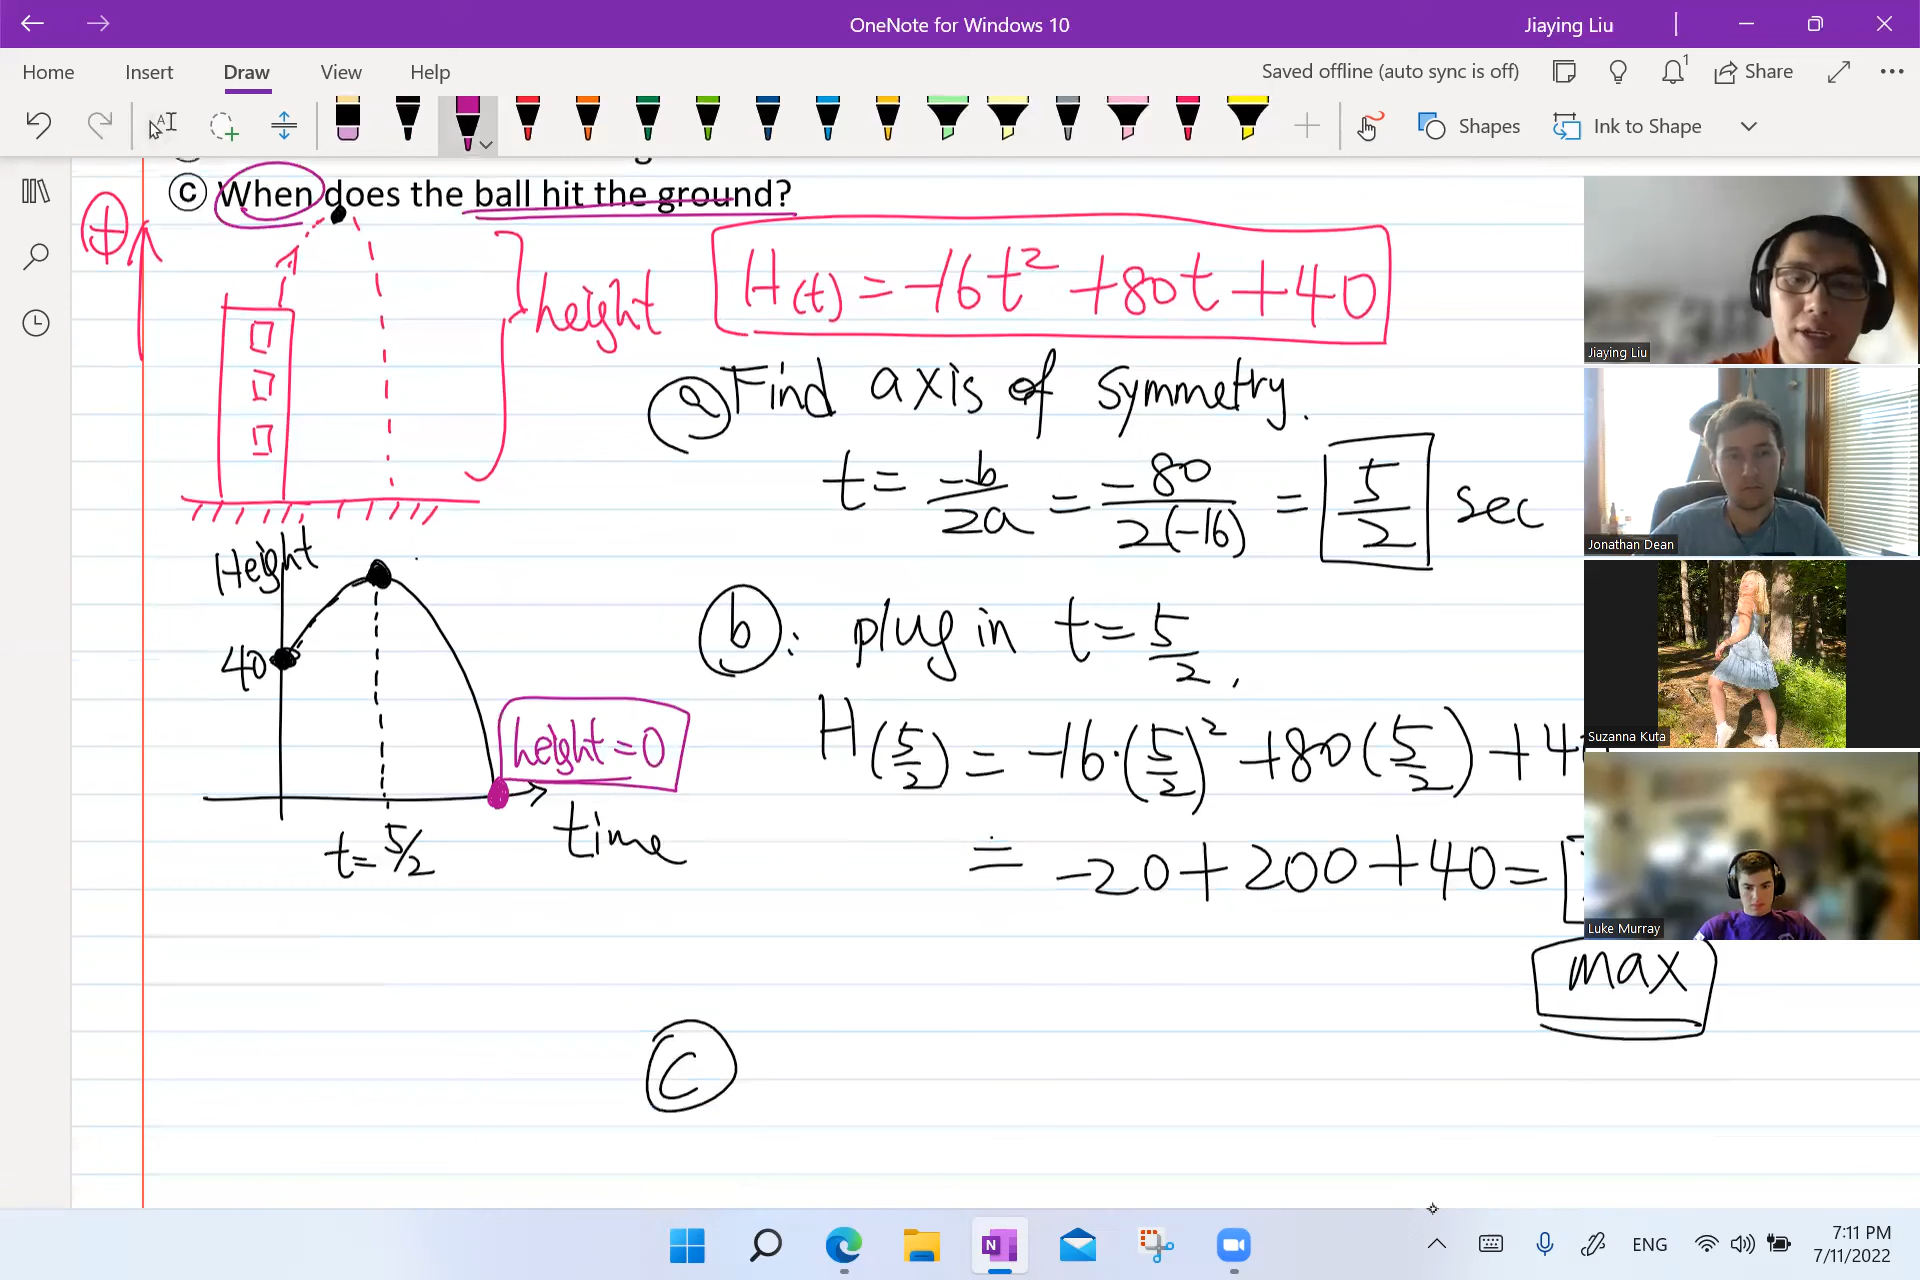 OneNote for Windows 10
Jiaying Liu
Home Insert Draw View Help
Saved offline (auto sync is off)
1
Share
Shapes
Ink to Shape
C When does the ball hit the ground?
+
height
H(t) = -16t² + 80t + 40
a Find axis of symmetry.
t = -b/2a = -80/2(-16) = 5/2 sec
Height
40
height = 0
t = 5/2
time
b: plug in t = 5/2,
H(5/2) = -16·(5/2)² + 80(5/2) + 4
= -20 + 200 + 40 =
max
C
Jiaying Liu
Jonathan Dean
Suzanna Kuta
Luke Murray
N
ENG
7:11 PM
7/11/2022